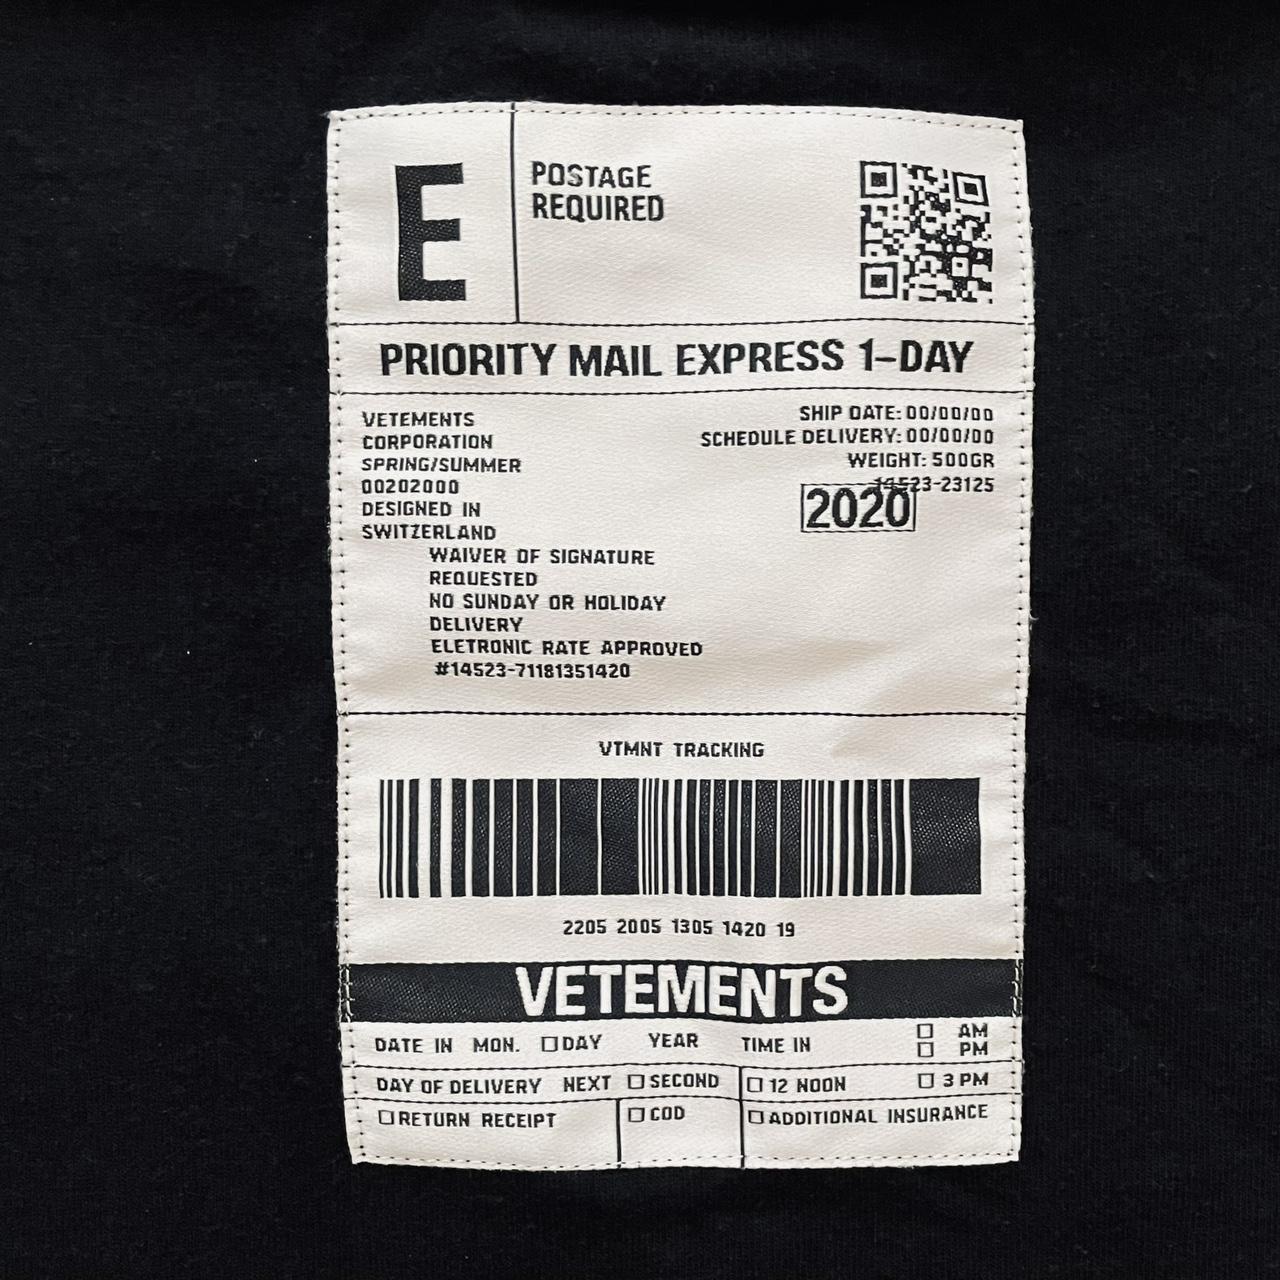 E
POSTAGE
REQUIRED
PRIORITY MAIL EXPRESS 1-DAY
VETEMENTS
CORPORATION
SPRING/SUMMER
00202000
DESIGNED IN
SWITZERLAND
SHIP DATE: 00/00/00
SCHEDULE DELIVERY: 00/00/00
WEIGHT: 500GR
14523-23125
2020
WAIVER OF SIGNATURE
REQUESTED
NO SUNDAY OR HOLIDAY
DELIVERY
ELETRONIC RATE APPROVED
#14523-71181351420
VTMNT TRACKING
2205 2005 1305 1420 19
VETEMENTS
DATE IN MON. DAY YEAR TIME IN AM
PM
DAY OF DELIVERY NEXT SECOND 12 NOON 3 PM
RETURN RECEIPT COD ADDITIONAL INSURANCE